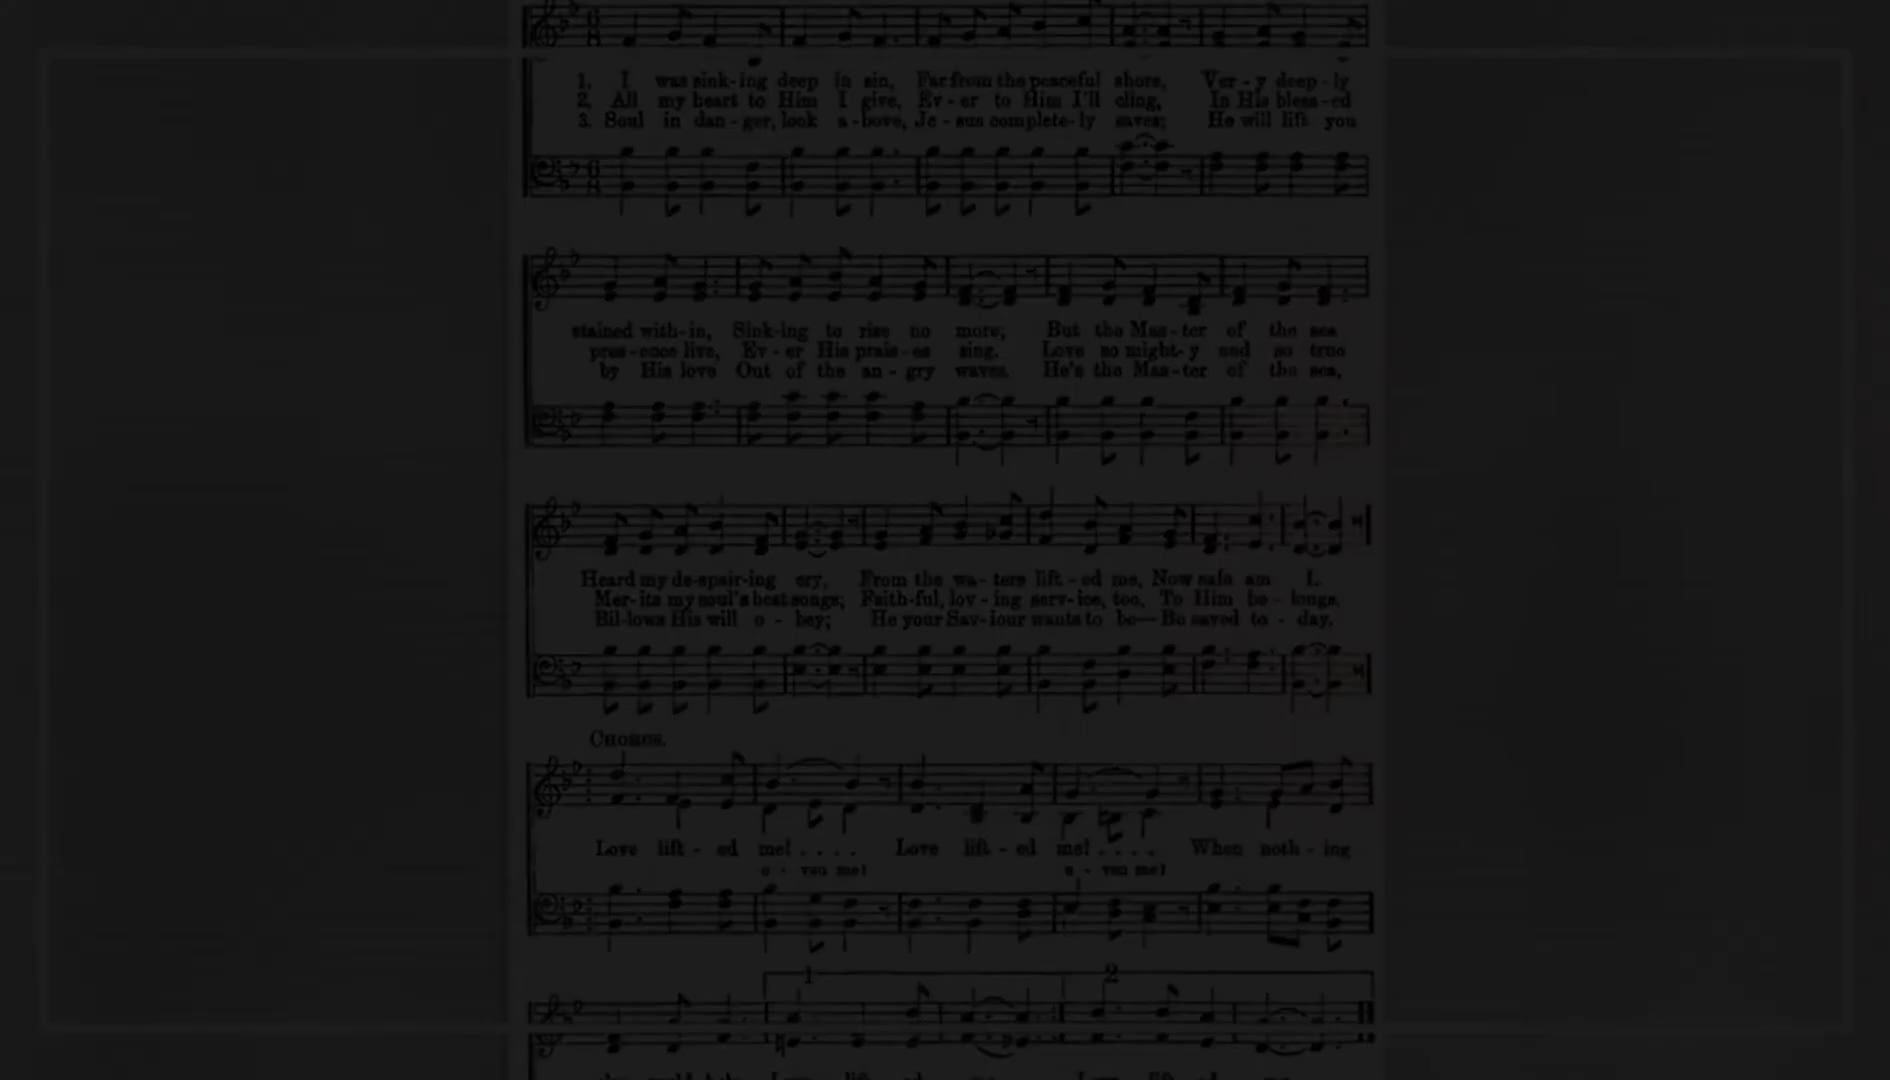 1. I was sink-ing deep in sin, Far from the peaceful shore, Ver - y deep - ly
2. All my heart to Him I give, Ev - er to Him I'll cling, In His bless-ed
3. Soul in dan - ger, look a-bove, Je - sus complete-ly saves; He will lift you
stained with-in, Sink-ing to rise no more; But the Mas-ter of the sea
pres-ence live, Ev - er His prais-es sing. Love so might-y and so true
by His love Out of the an - gry waves. He's the Mas-ter of the sea,
Heard my de-spair-ing cry, From the wa-ters lift-ed me, Now safe am I.
Mer-its my soul's best songs; Faith-ful, lov-ing serv-ice, too, To Him be-longs.
Bil-lows His will o - bey; He your Sav-iour wants to be— Be saved to - day.
CHORUS.
Love lift - ed me! . . . . Love lift - ed me! . . . . When noth - ing
e - ven me! e - ven me!
1 2